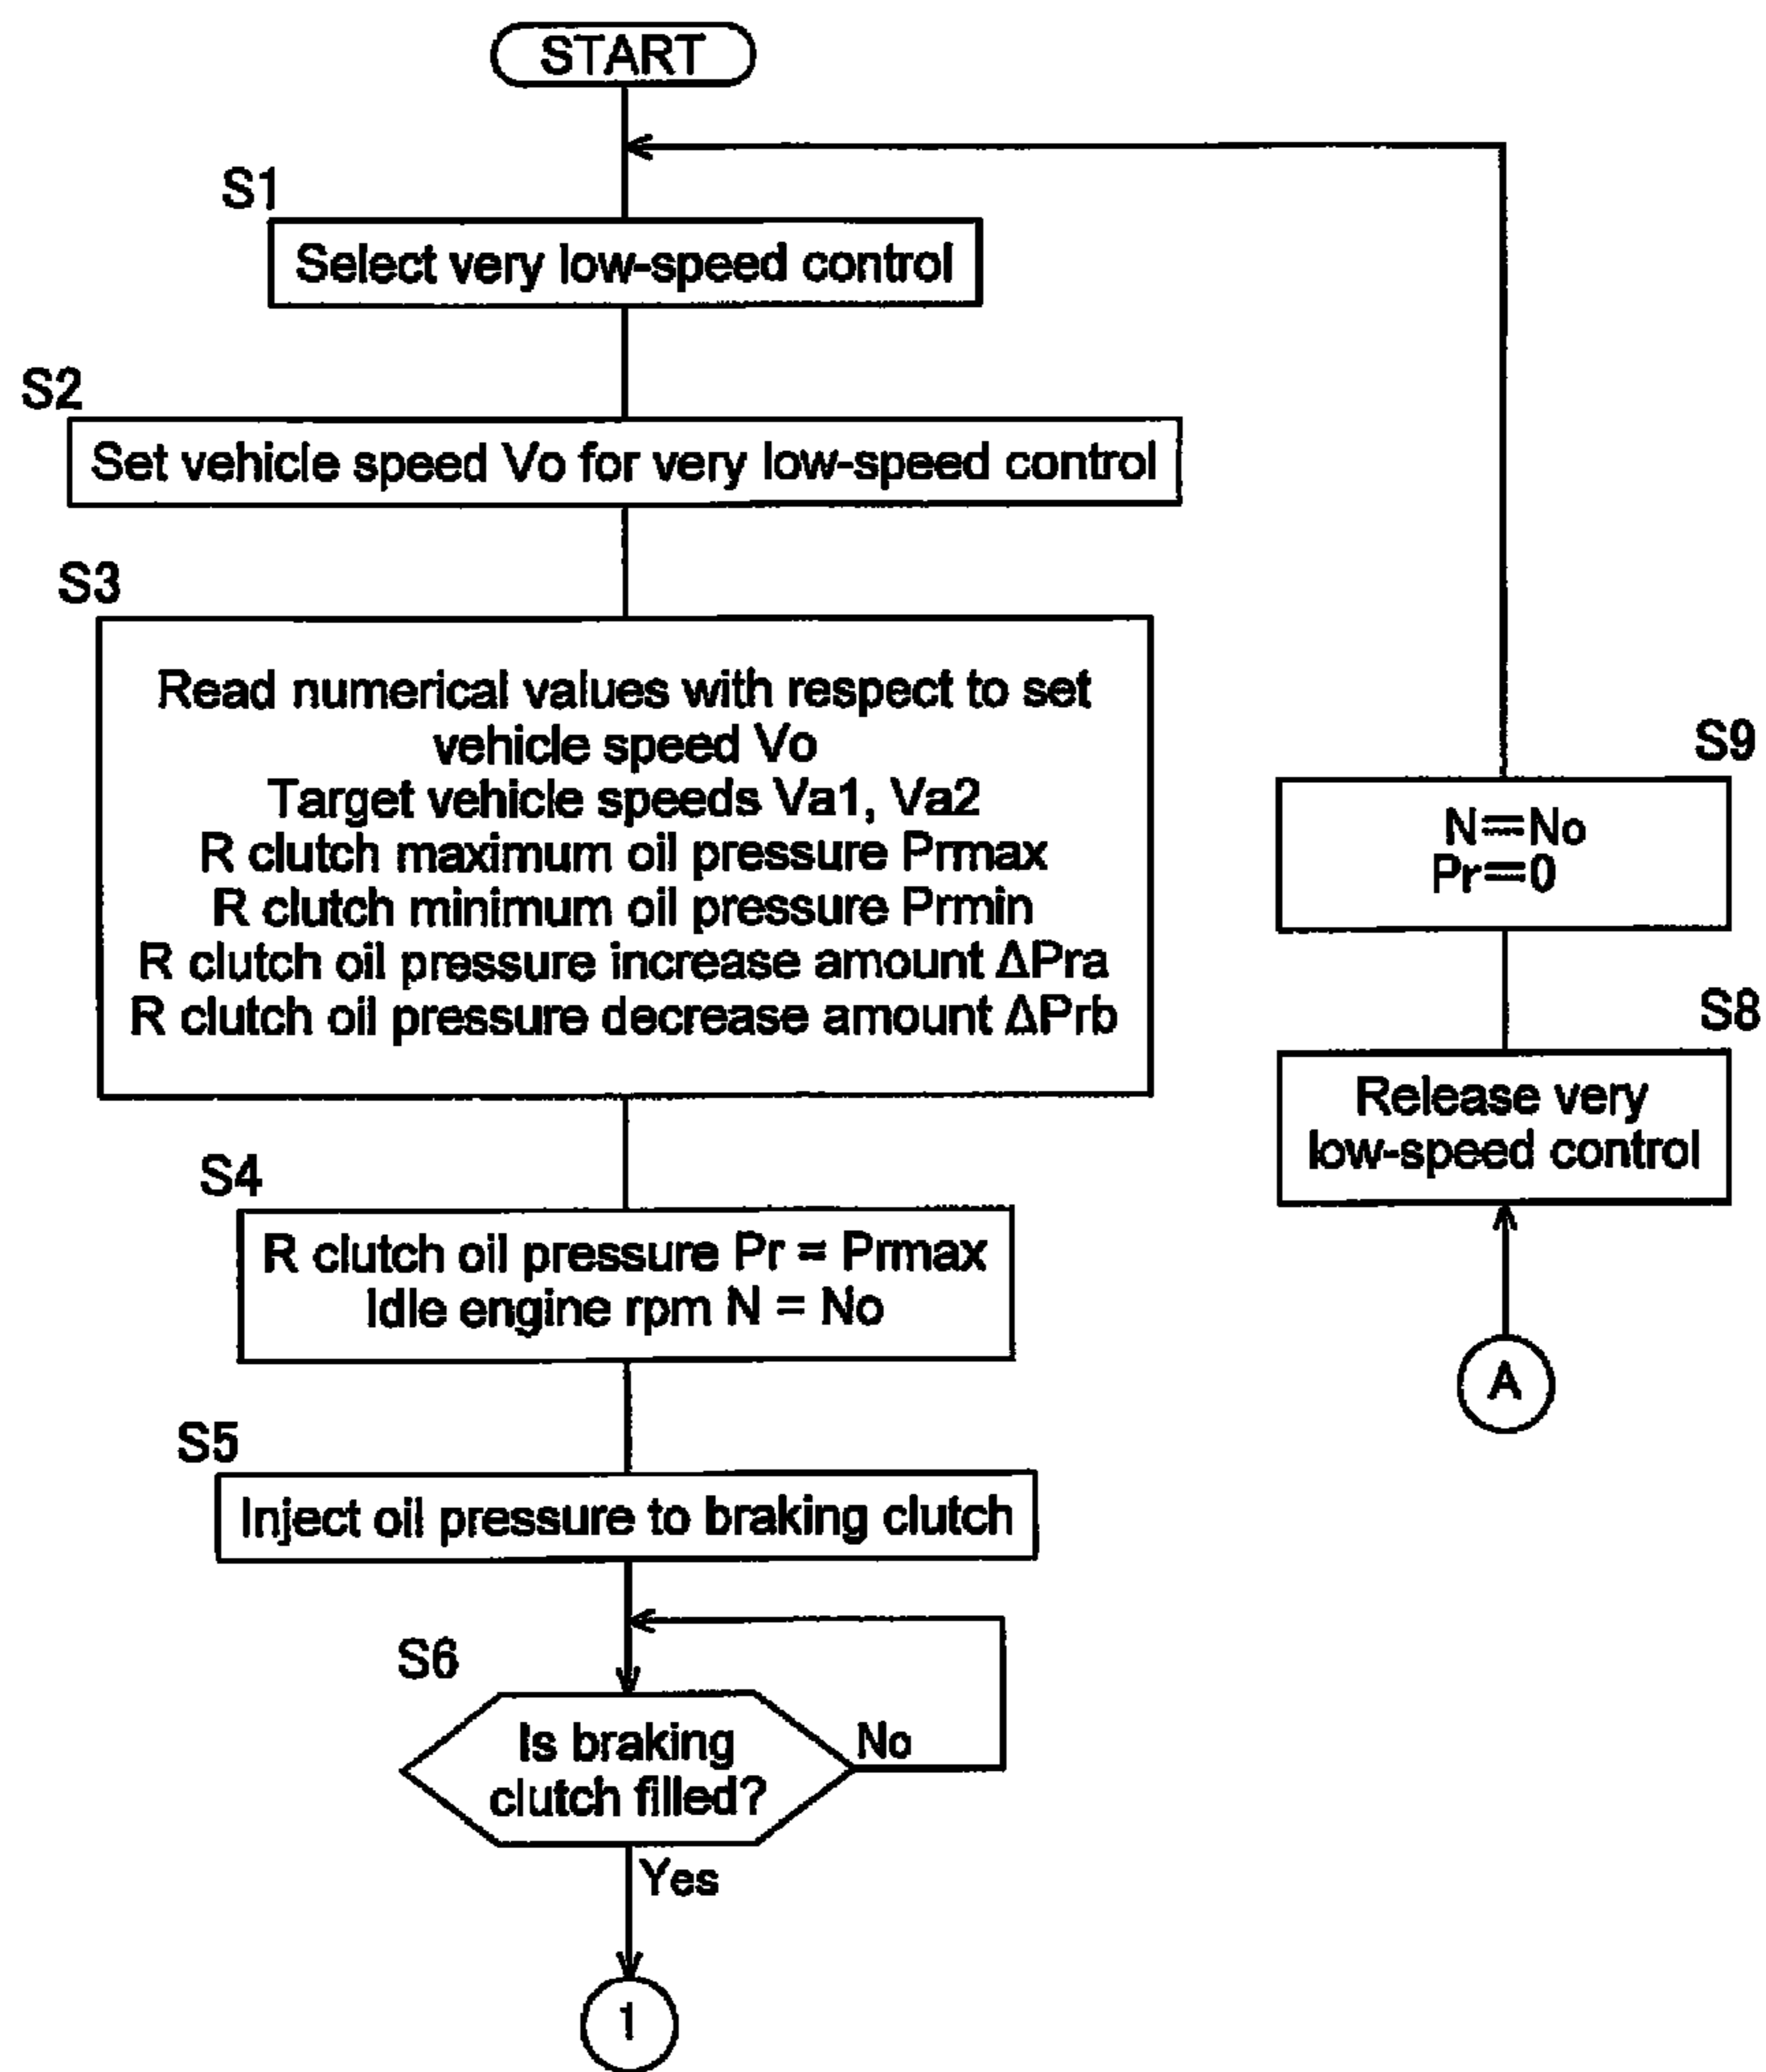 START
S1
Select very low-speed control
S2
Set vehicle speed Vo for very low-speed control
S3
Read numerical values with respect to set
vehicle speed Vo
Target vehicle speeds Va1, Va2
R clutch maximum oil pressure Prmax
R clutch minimum oil pressure Prmin
R clutch oil pressure increase amount ΔPra
R clutch oil pressure decrease amount ΔPrb
S4
R clutch oil pressure Pr = Prmax
Idle engine rpm N = No
S5
Inject oil pressure to braking clutch
S6
Is braking
clutch filled?
No
Yes
1
S9
N=No
Pr=0
S8
Release very
low-speed control
A